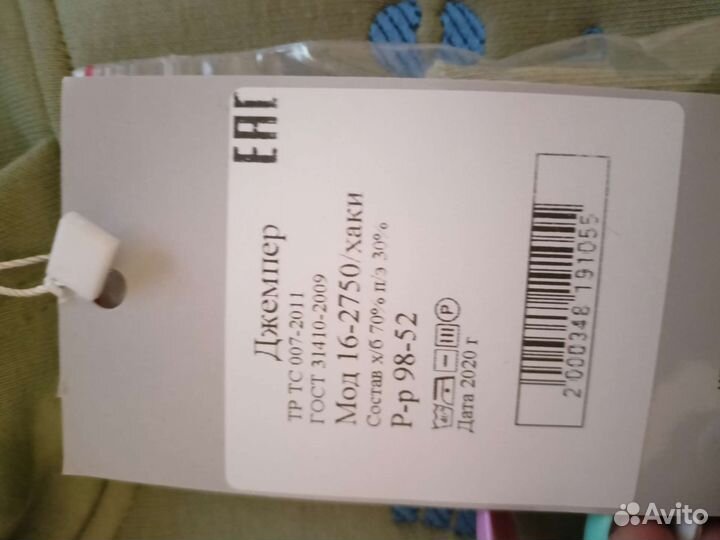 EAC
Джемпер
ТР ТС 007-2011
ГОСТ 31410-2009
Мод 16-2750/хаки
Состав х/б 70% п/э 30%
Р-р 98-52
P
Дата 2020 г
2 000348 191055
Avito